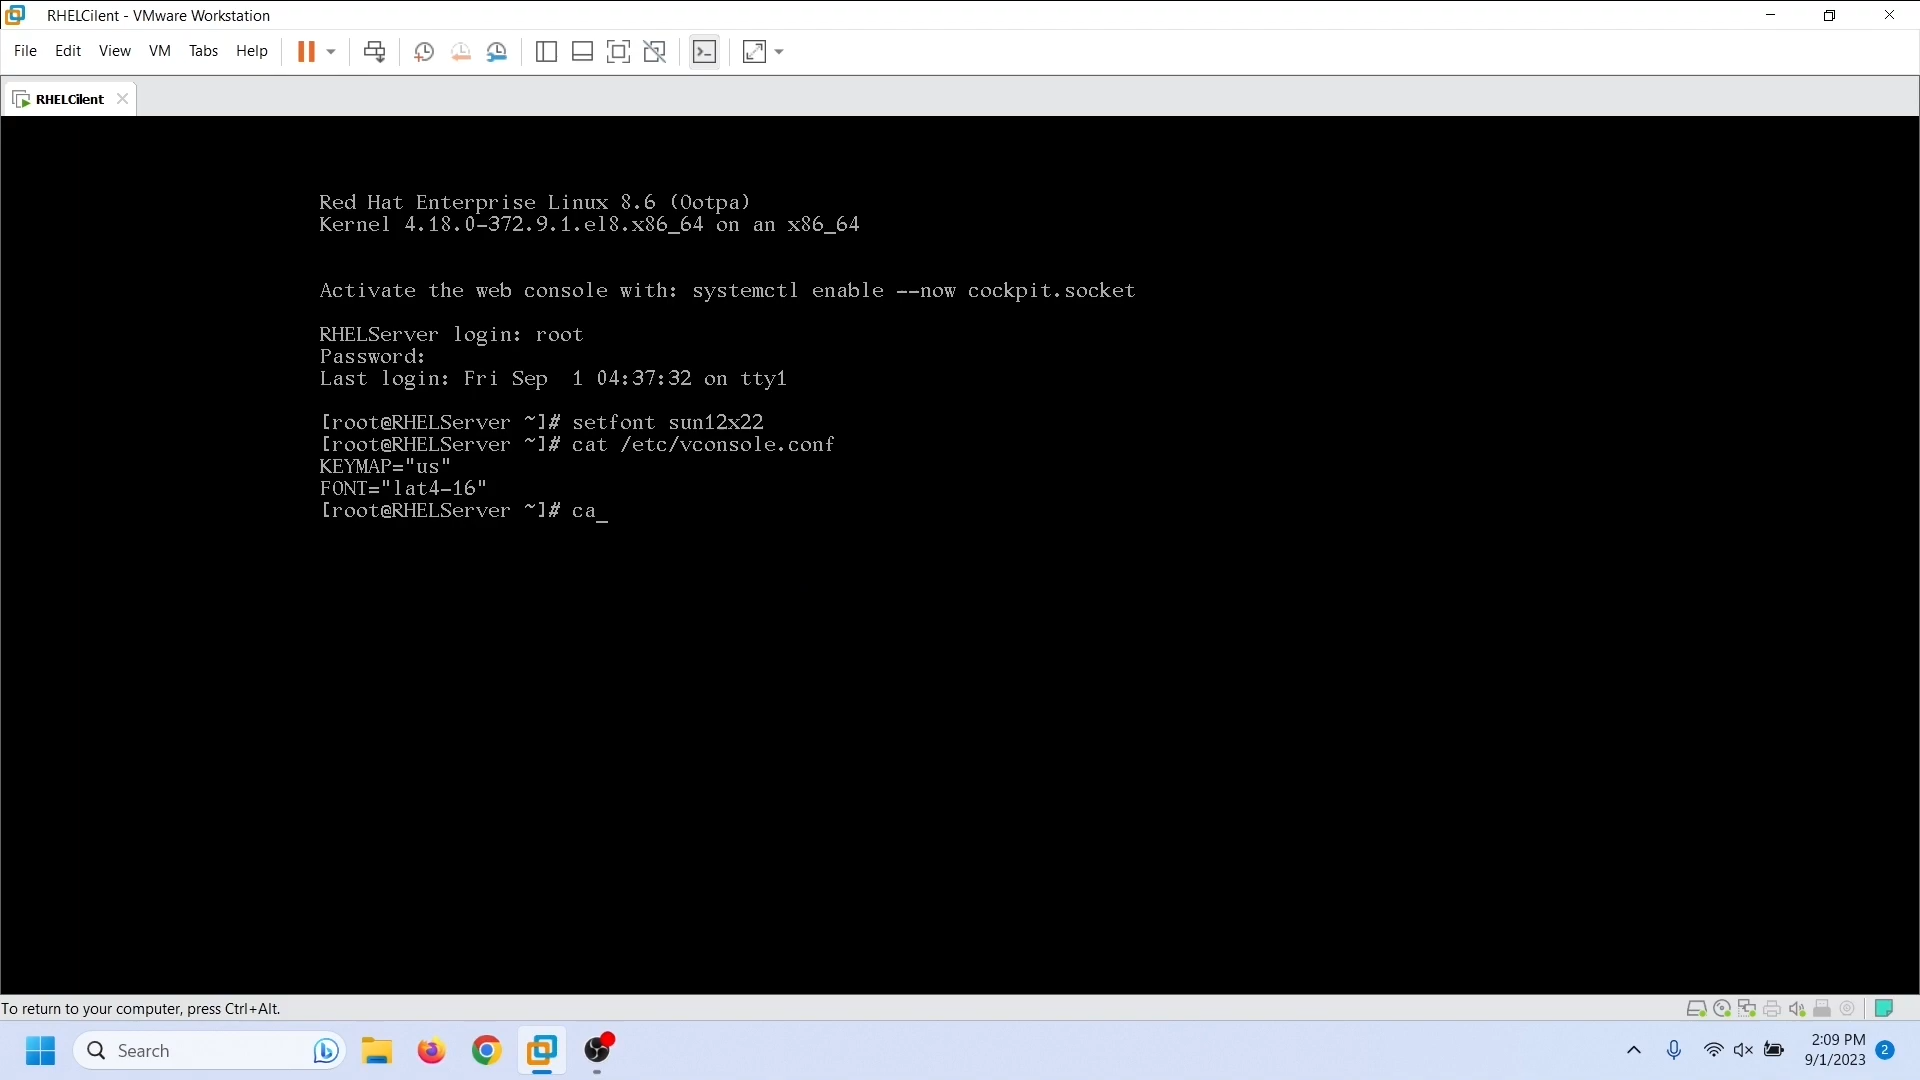 RHELCilent - VMware Workstation
File Edit View VM Tabs Help
RHELCilent
Red Hat Enterprise Linux 8.6 (Ootpa)
Kernel 4.18.0-372.9.1.el8.x86_64 on an x86_64
Activate the web console with: systemctl enable --now cockpit.socket
RHELServer login: root
Password:
Last login: Fri Sep  1 04:37:32 on tty1
[root@RHELServer ~]# setfont sun12x22
[root@RHELServer ~]# cat /etc/vconsole.conf
KEYMAP="us"
FONT="lat4-16"
[root@RHELServer ~]# ca_
To return to your computer, press Ctrl+Alt.
Search
2:09 PM
9/1/2023
2